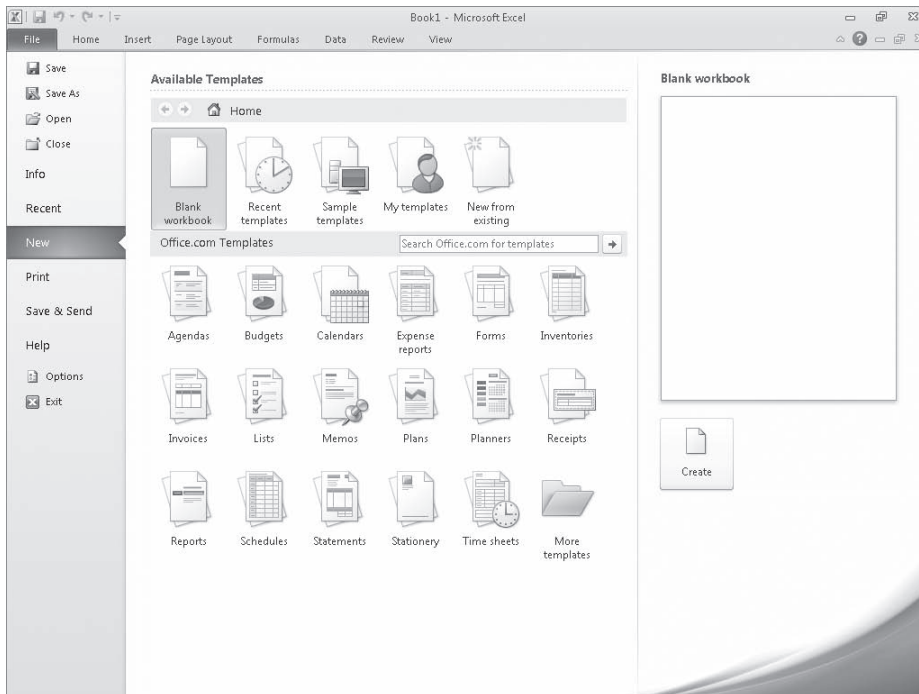 Book1 - Microsoft Excel
File Home Insert Page Layout Formulas Data Review View
Save
Save As
Open
Close
Info
Recent
New
Print
Save & Send
Help
Options
Exit
Available Templates
Home
Blank workbook
Recent templates
Sample templates
My templates
New from existing
Office.com Templates
Search Office.com for templates
Agendas
Budgets
Calendars
Expense reports
Forms
Inventories
Invoices
Lists
Memos
Plans
Planners
Receipts
Reports
Schedules
Statements
Stationery
Time sheets
More templates
Blank workbook
Create